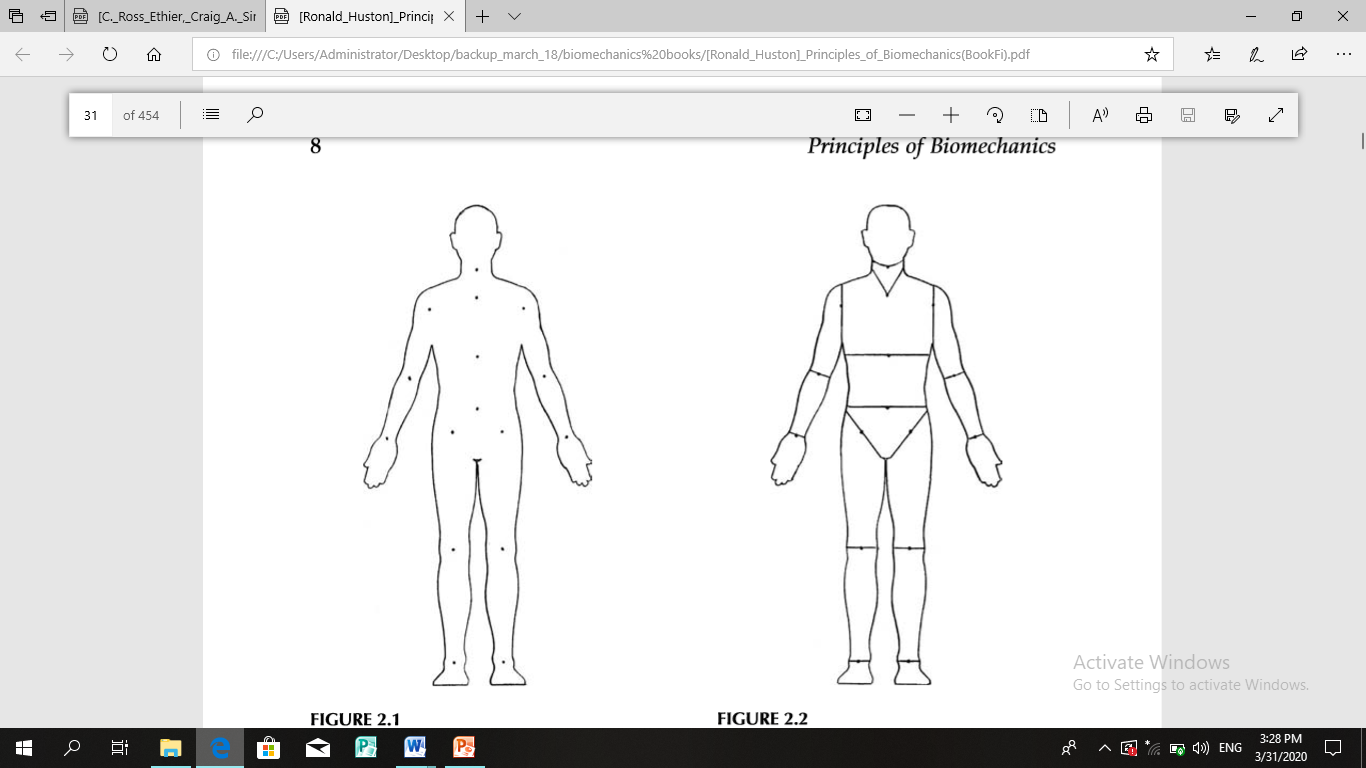 [C._Ross_Ethier,_Craig_A._Sir
[Ronald_Huston]_Princip
file:///C:/Users/Administrator/Desktop/backup_march_18/biomechanics%20books/[Ronald_Huston]_Principles_of_Biomechanics(BookFi).pdf
31 of 454
8 Principles of Biomechanics
Activate Windows
Go to Settings to activate Windows.
FIGURE 2.1 FIGURE 2.2
ENG
3:28 PM
3/31/2020